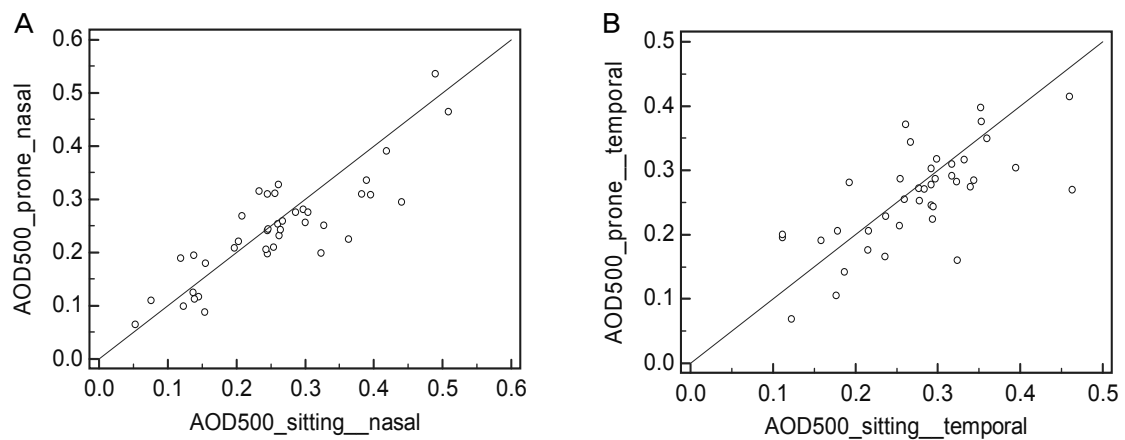 A
0.6
0.5
0.4
0.3
0.2
0.1
0.0
AOD500_prone_nasal
0.0 0.1 0.2 0.3 0.4 0.5 0.6
AOD500_sitting__nasal
B
0.5
0.4
0.3
0.2
0.1
0.0
AOD500_prone__temporal
0.0 0.1 0.2 0.3 0.4 0.5
AOD500_sitting__temporal